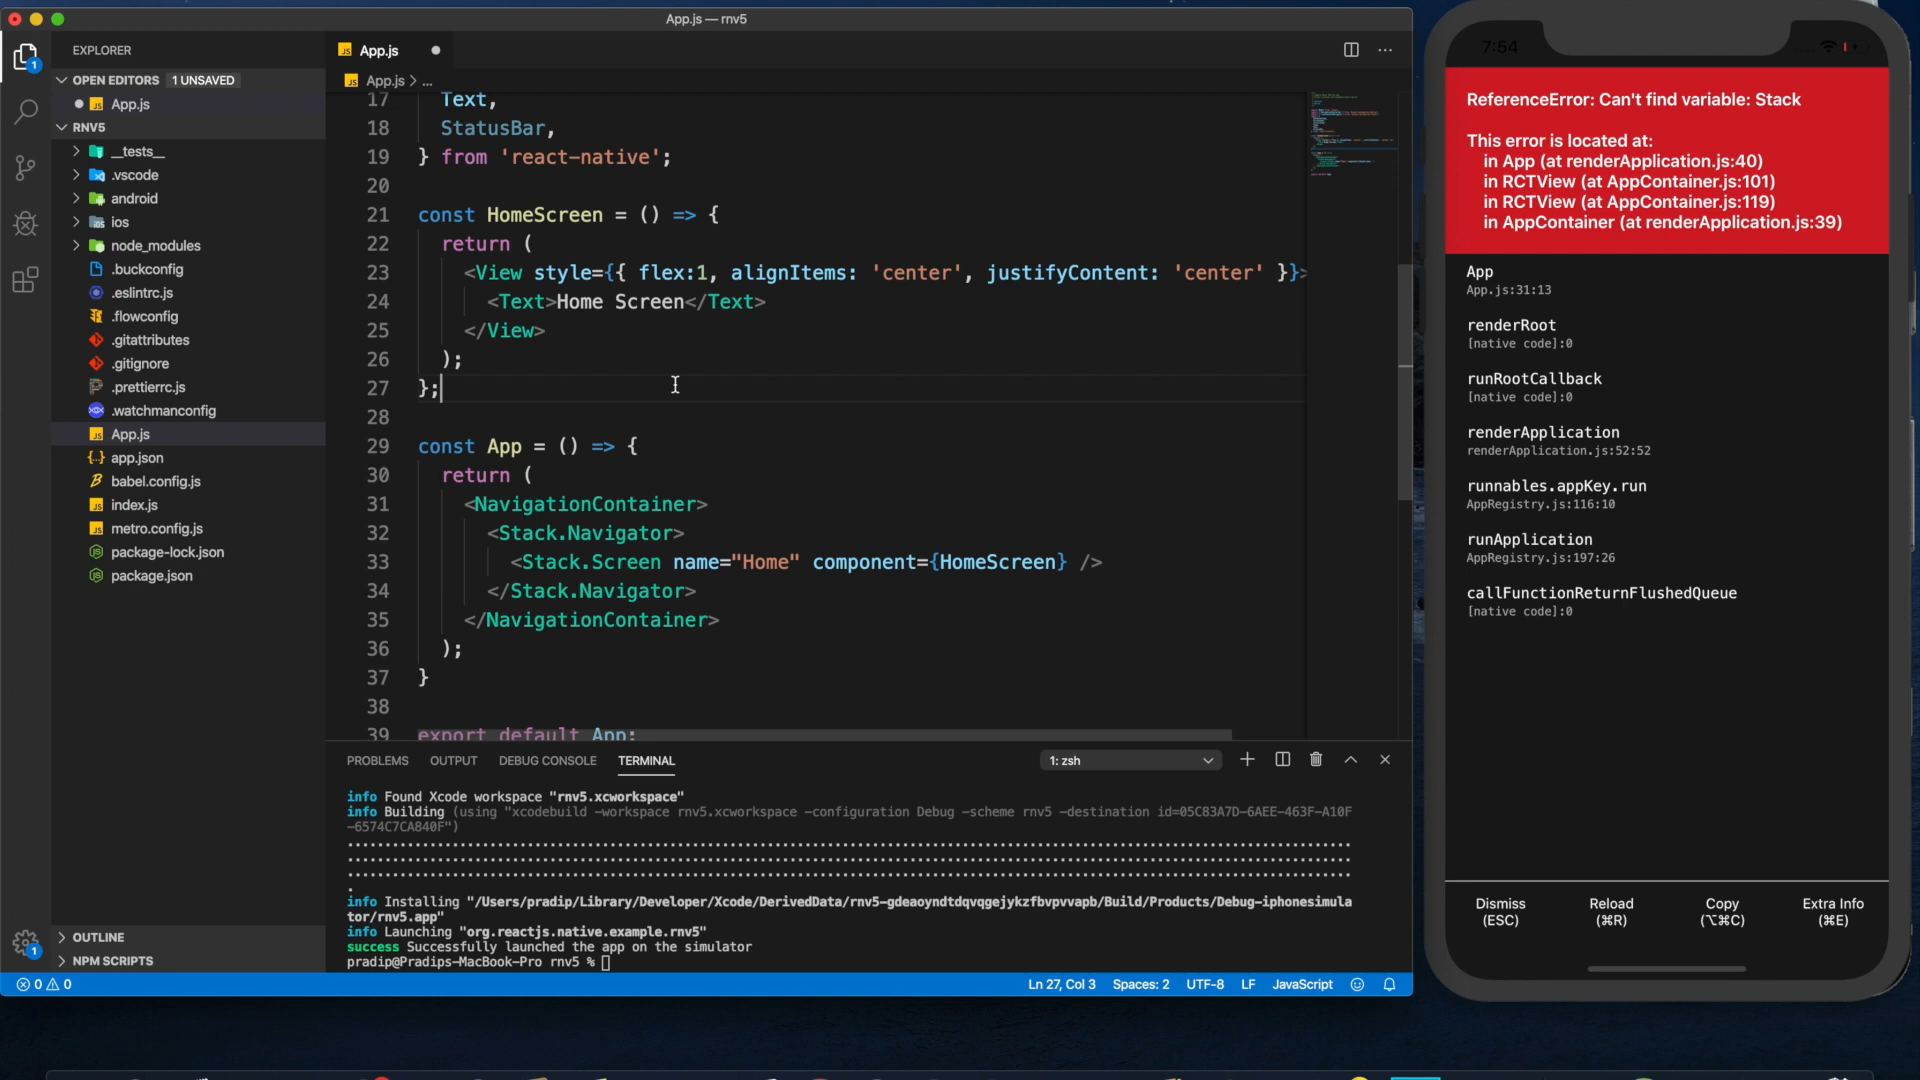 App.js — rnv5
EXPLORER
OPEN EDITORS 1 UNSAVED
App.js
RNV5
__tests__
.vscode
android
ios
node_modules
.buckconfig
.eslintrc.js
.flowconfig
.gitattributes
.gitignore
.prettierrc.js
.watchmanconfig
App.js
app.json
babel.config.js
index.js
metro.config.js
package-lock.json
package.json
OUTLINE
NPM SCRIPTS
1
1
App.js
App.js > ...
17 Text,
18 StatusBar,
19 } from 'react-native';
20
21 const HomeScreen = () => {
22 return (
23 <View style={{ flex:1, alignItems: 'center', justifyContent: 'center' }}>
24 <Text>Home Screen</Text>
25 </View>
26 );
27 };
28
29 const App = () => {
30 return (
31 <NavigationContainer>
32 <Stack.Navigator>
33 <Stack.Screen name="Home" component={HomeScreen} />
34 </Stack.Navigator>
35 </NavigationContainer>
36 );
37 }
38
39 export default App;
PROBLEMS OUTPUT DEBUG CONSOLE TERMINAL
1: zsh
info Found Xcode workspace "rnv5.xcworkspace"
info Building (using "xcodebuild -workspace rnv5.xcworkspace -configuration Debug -scheme rnv5 -destination id=05C83A7D-6AEE-463F-A10F
-6574C7CA840F")
info Installing "/Users/pradip/Library/Developer/Xcode/DerivedData/rnv5-gdeaoyndtdqvqgejykzfbvpvvapb/Build/Products/Debug-iphonesimula
tor/rnv5.app"
info Launching "org.reactjs.native.example.rnv5"
success Successfully launched the app on the simulator
pradip@Pradips-MacBook-Pro rnv5 %
0 0
Ln 27, Col 3 Spaces: 2 UTF-8 LF JavaScript
7:54
ReferenceError: Can't find variable: Stack
This error is located at:
in App (at renderApplication.js:40)
in RCTView (at AppContainer.js:101)
in RCTView (at AppContainer.js:119)
in AppContainer (at renderApplication.js:39)
App
App.js:31:13
renderRoot
[native code]:0
runRootCallback
[native code]:0
renderApplication
renderApplication.js:52:52
runnables.appKey.run
AppRegistry.js:116:10
runApplication
AppRegistry.js:197:26
callFunctionReturnFlushedQueue
[native code]:0
Dismiss Reload Copy Extra Info
(ESC) (⌘R) (⌥⌘C) (⌘E)